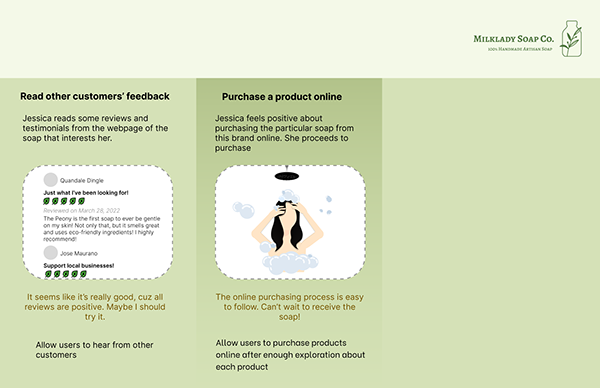 Milklady Soap Co.
100% Handmade Artisan Soap
Read other customers' feedback
Jessica reads some reviews and
testimonials from the webpage of the
soap that interests her.
Quandale Dingle
Just what I've been looking for!
Reviewed on March 28, 2022
The Peony is the first soap to ever be gentle
on my skin! Not only that, but it smells great
and uses eco-friendly ingredients! I highly
recommend!
Jose Maurano
Support local businesses!
It seems like it's really good, cuz all
reviews are positive. Maybe I should
try it.
Allow users to hear from other
customers
Purchase a product online
Jessica feels positive about
purchasing the particular soap from
this brand online. She proceeds to
purchase
The online purchasing process is easy
to follow. Can't wait to receive the
soap!
Allow users to purchase products
online after enough exploration about
each product